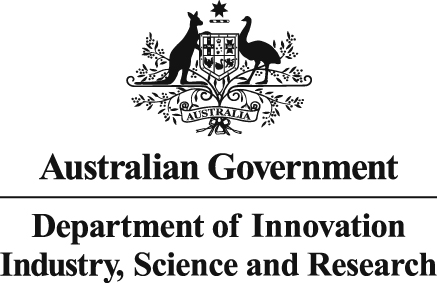 AUSTRALIA
Australian Government
Department of Innovation
Industry, Science and Research